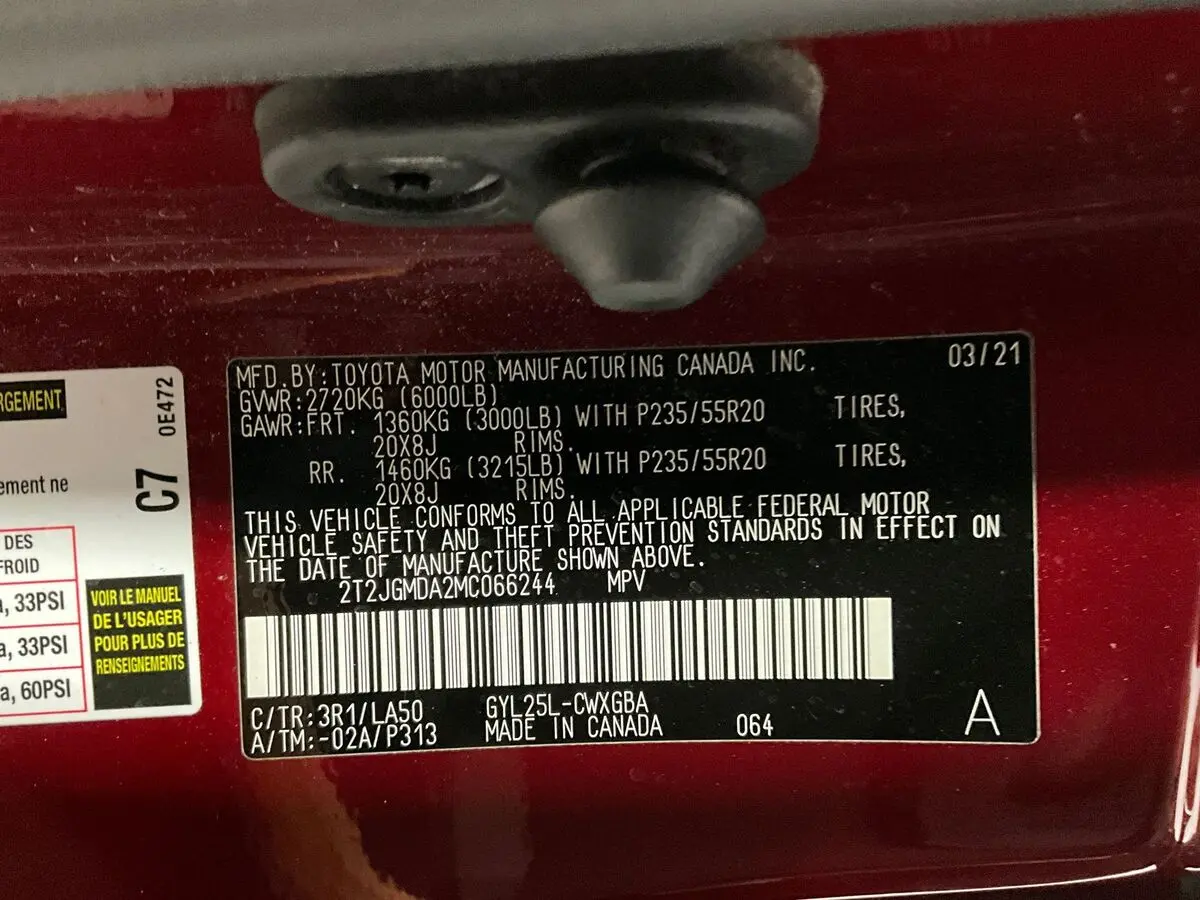 RGEMENT
0E472
ement ne
C7
DES
FROID
a, 33PSI
a, 33PSI
a, 60PSI
VOIR LE MANUEL
DE L'USAGER
POUR PLUS DE
RENSEIGNEMENTS
MFD.BY:TOYOTA MOTOR MANUFACTURING CANADA INC. 03/21
GVWR:2720KG (6000LB)
GAWR:FRT. 1360KG (3000LB) WITH P235/55R20 TIRES,
20X8J RIMS.
RR. 1460KG (3215LB) WITH P235/55R20 TIRES,
20X8J RIMS.
THIS VEHICLE CONFORMS TO ALL APPLICABLE FEDERAL MOTOR
VEHICLE SAFETY AND THEFT PREVENTION STANDARDS IN EFFECT ON
THE DATE OF MANUFACTURE SHOWN ABOVE.
2T2JGMDA2MC066244 MPV
C/TR:3R1/LA50 GYL25L-CWXGBA
A/TM:-02A/P313 MADE IN CANADA 064 A